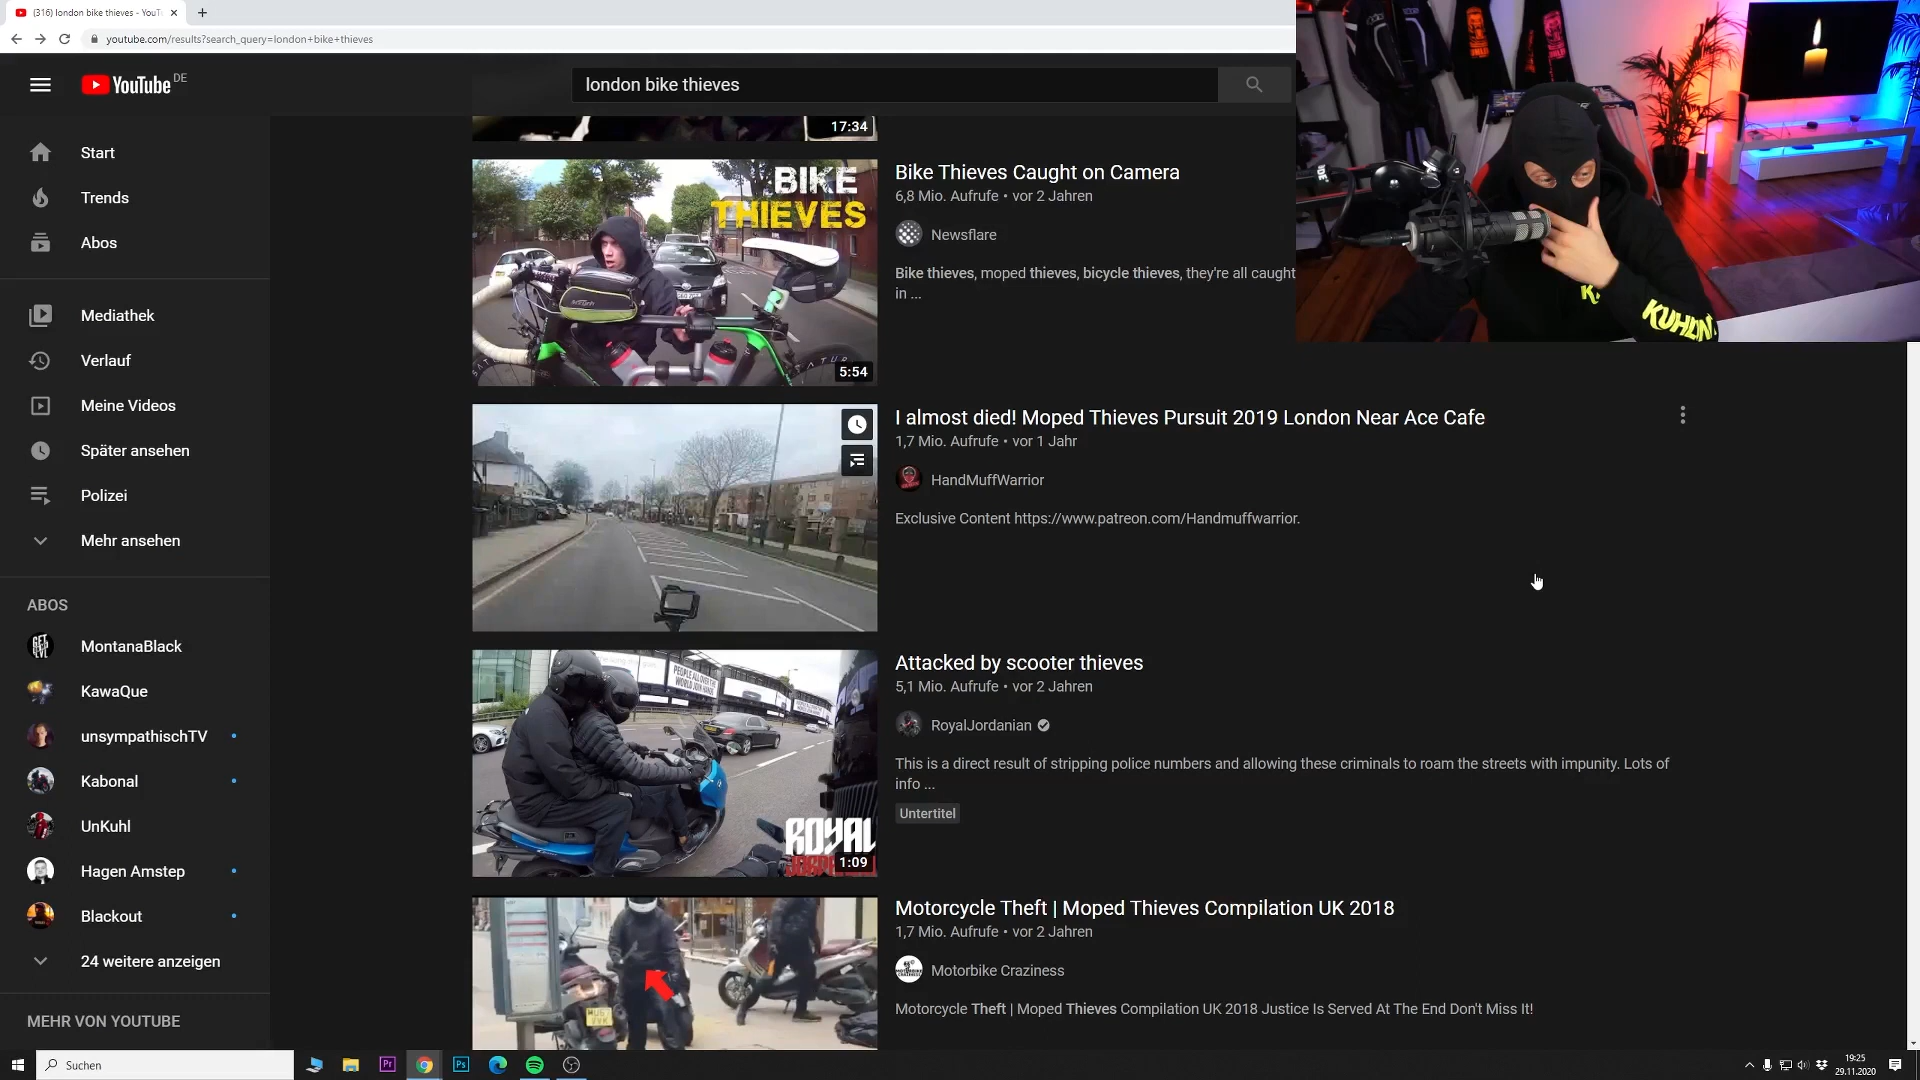 (316) london bike thieves - YouT
youtube.com/results?search_query=london+bike+thieves
YouTube DE
london bike thieves
Start
Trends
Abos
Mediathek
Verlauf
Meine Videos
Später ansehen
Polizei
Mehr ansehen
ABOS
MontanaBlack
KawaQue
unsympathischTV
Kabonal
UnKuhl
Hagen Amstep
Blackout
24 weitere anzeigen
MEHR VON YOUTUBE
17:34
BIKE
THIEVES
5:54
Bike Thieves Caught on Camera
6,8 Mio. Aufrufe • vor 2 Jahren
Newsflare
Bike thieves, moped thieves, bicycle thieves, they're all caught
in ...
I almost died! Moped Thieves Pursuit 2019 London Near Ace Cafe
1,7 Mio. Aufrufe • vor 1 Jahr
HandMuffWarrior
Exclusive Content https://www.patreon.com/Handmuffwarrior.
PEOPLE ALL OVER THE
WORLD JOIN HANDS
ROYAL
1:09
Attacked by scooter thieves
5,1 Mio. Aufrufe • vor 2 Jahren
RoyalJordanian
This is a direct result of stripping police numbers and allowing these criminals to roam the streets with impunity. Lots of
info ...
Untertitel
Motorcycle Theft | Moped Thieves Compilation UK 2018
1,7 Mio. Aufrufe • vor 2 Jahren
Motorbike Craziness
Motorcycle Theft | Moped Thieves Compilation UK 2018 Justice Is Served At The End Don't Miss It!
Suchen
Pr
Ps
19:25
29.11.2020